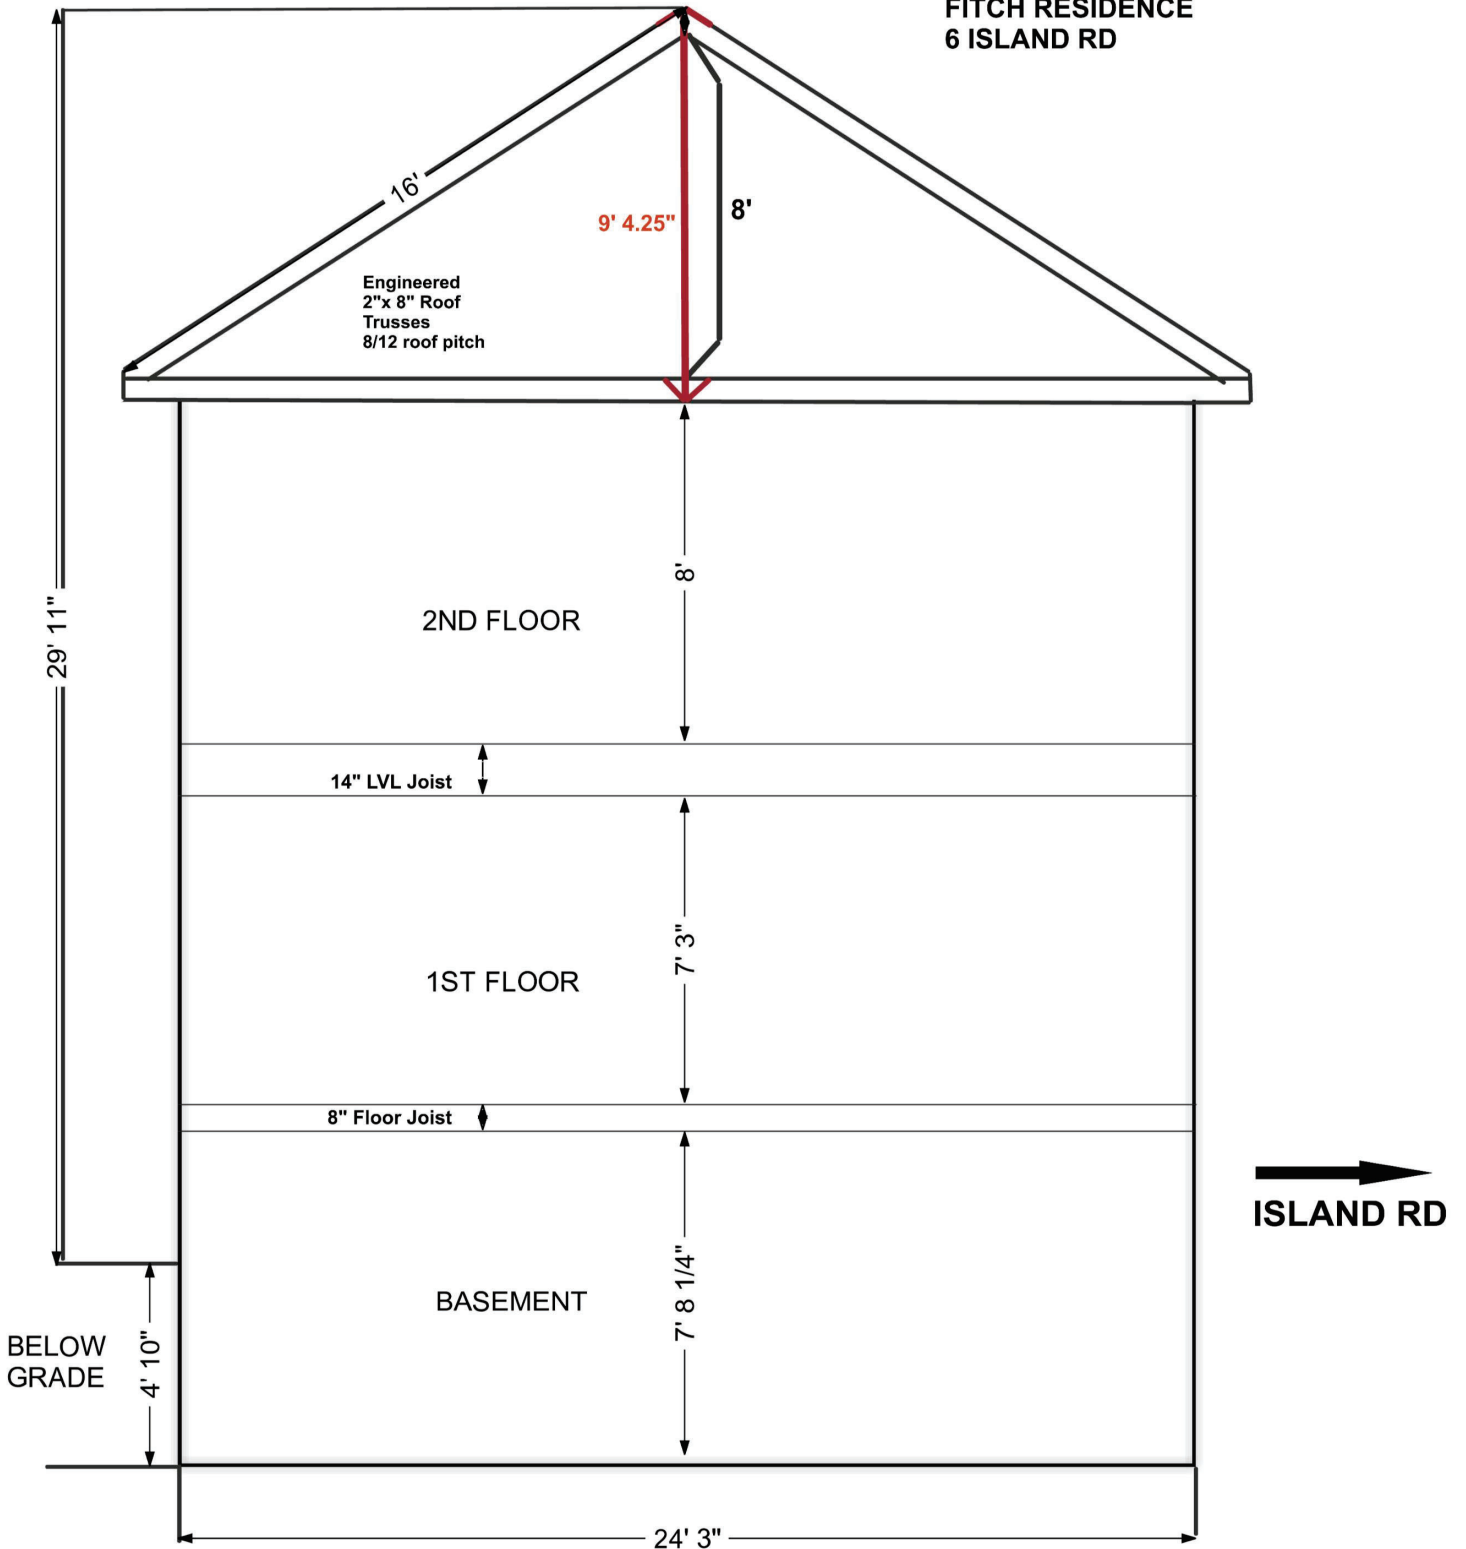 FITCH RESIDENCE
6 ISLAND RD
16'
9' 4.25"
8'
Engineered
2"x 8" Roof
Trusses
8/12 roof pitch
8'
29' 11"
2ND FLOOR
14" LVL Joist
7' 3"
1ST FLOOR
8" Floor Joist
ISLAND RD
7' 8 1/4"
BASEMENT
BELOW
GRADE
4' 10"
24' 3"